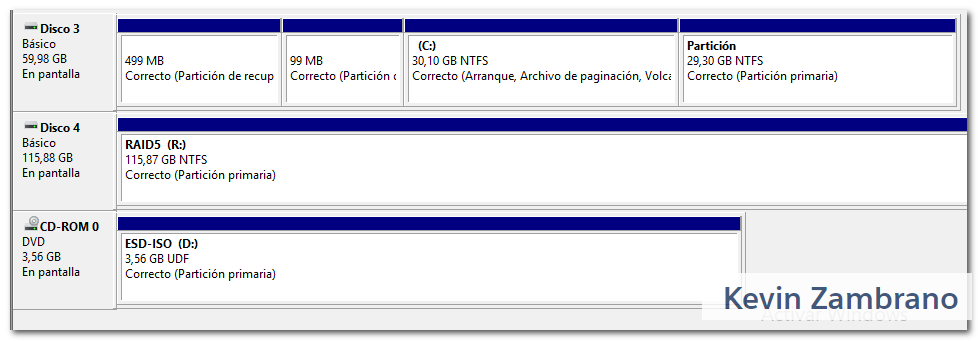 Disco 3
Básico
59,98 GB
En pantalla
499 MB
Correcto (Partición de recup
99 MB
Correcto (Partición
(C:)
30,10 GB NTFS
Correcto (Arranque, Archivo de paginación, Volca
Partición
29,30 GB NTFS
Correcto (Partición primaria)
Disco 4
Básico
115,88 GB
En pantalla
RAID5 (R:)
115,87 GB NTFS
Correcto (Partición primaria)
CD-ROM 0
DVD
3,56 GB
En pantalla
ESD-ISO (D:)
3,56 GB UDF
Correcto (Partición primaria)
Kevin Zambrano
Activar Windows